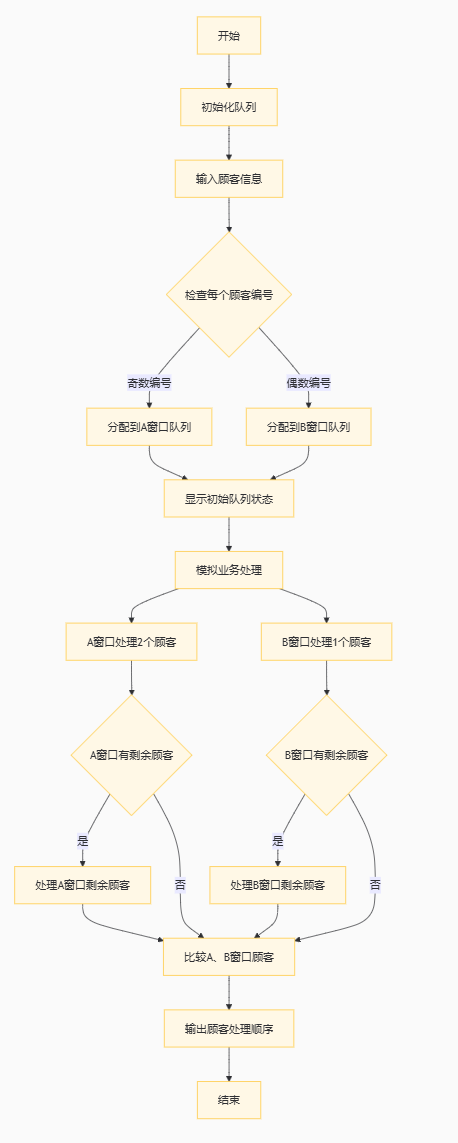 开始
初始化队列
输入顾客信息
检查每个顾客编号
奇数编号
偶数编号
分配到A窗口队列
分配到B窗口队列
显示初始队列状态
模拟业务处理
A窗口处理2个顾客
B窗口处理1个顾客
A窗口有剩余顾客
B窗口有剩余顾客
是
否
是
否
处理A窗口剩余顾客
处理B窗口剩余顾客
比较A、B窗口顾客
输出顾客处理顺序
结束